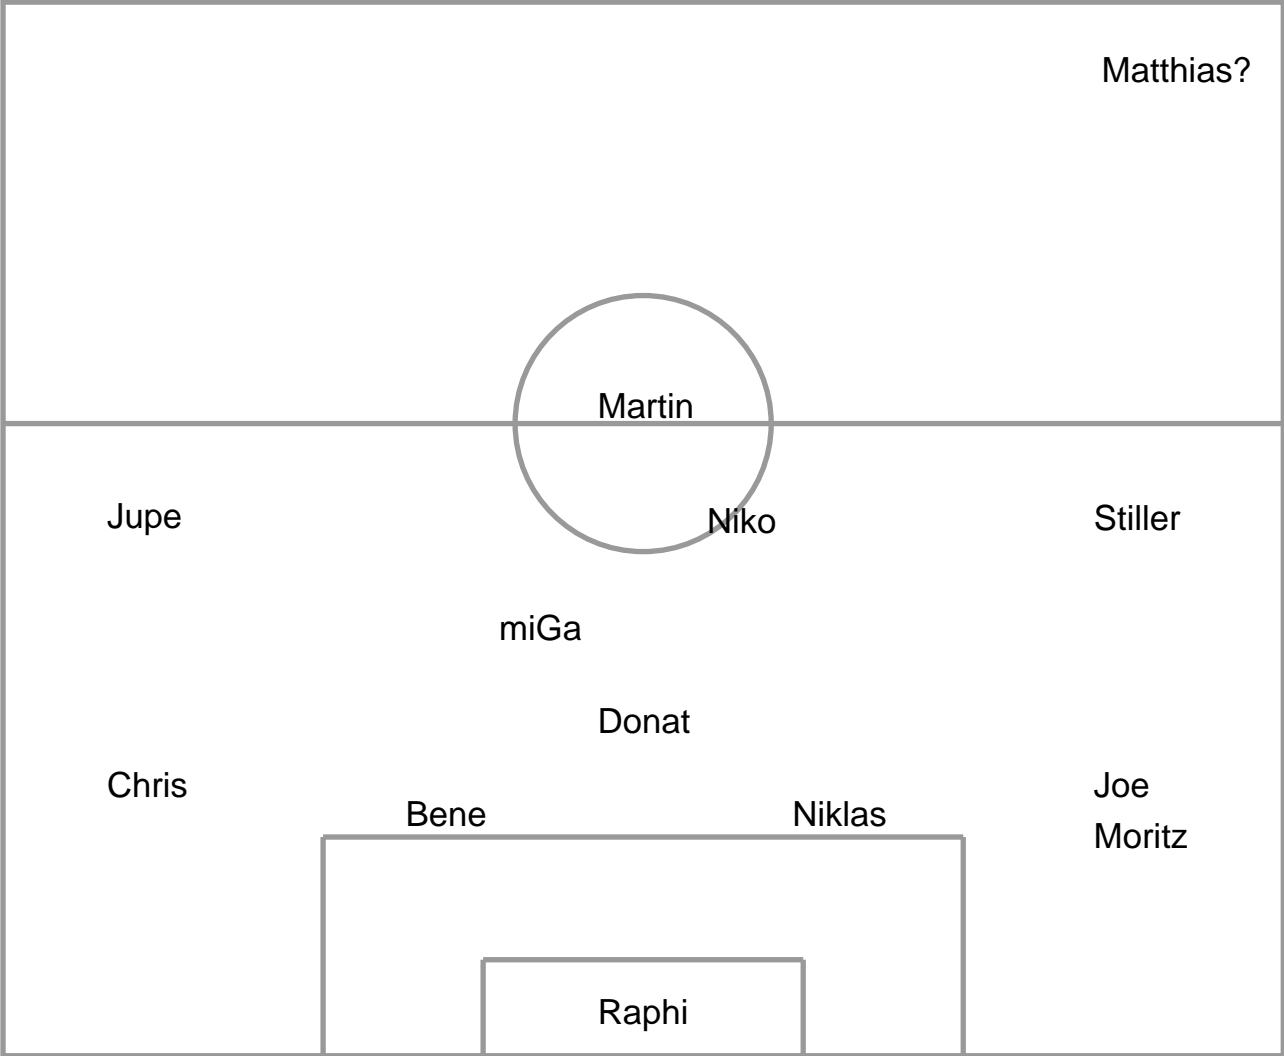 Matthias?
Martin
Jupe
Niko
Stiller
miGa
Donat
Chris
Joe
Bene
Niklas
Moritz
Raphi